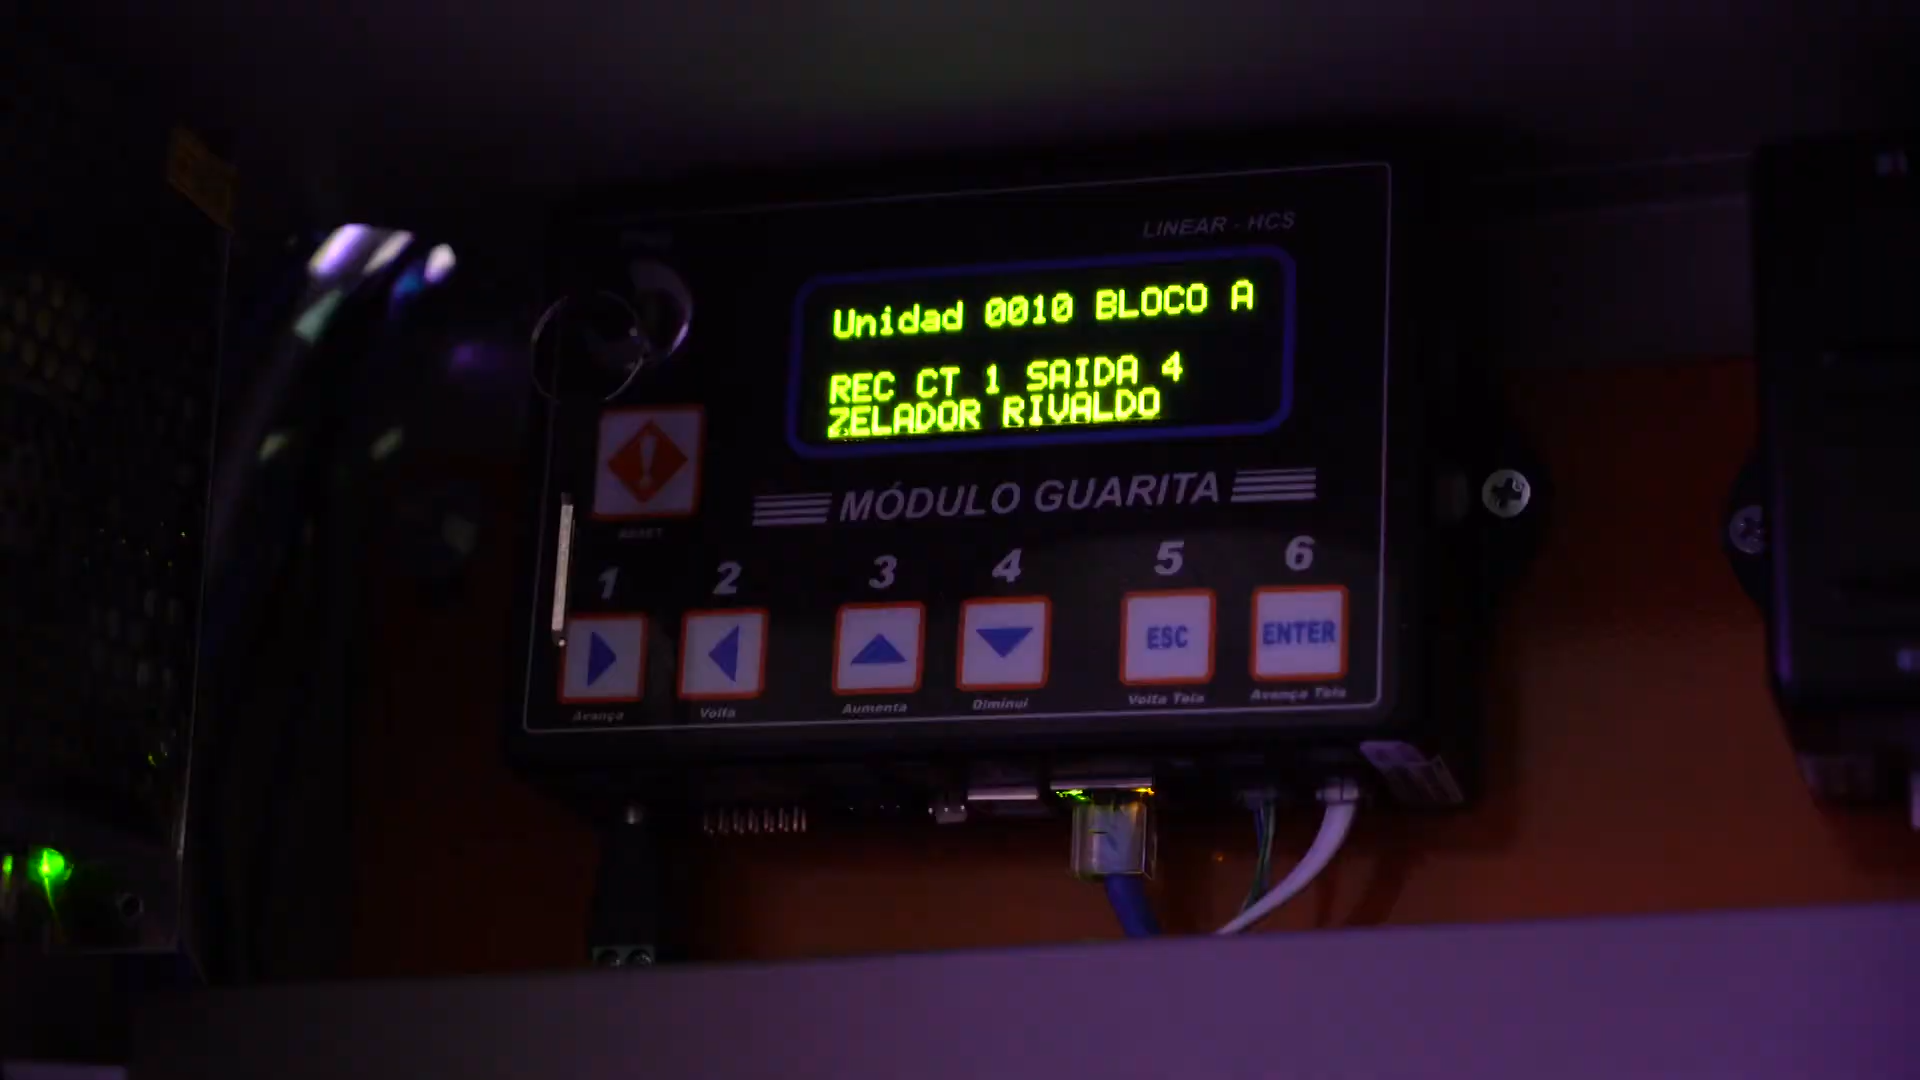 LINEAR - HCS
Unidad 0010 BLOCO A
REC CT 1 SAIDA 4
ZELADOR RIVALDO
MÓDULO GUARITA
1 2 3 4 5 6
ESC ENTER
Avança Volta Aumenta Diminui Volta Tela Avança Tela